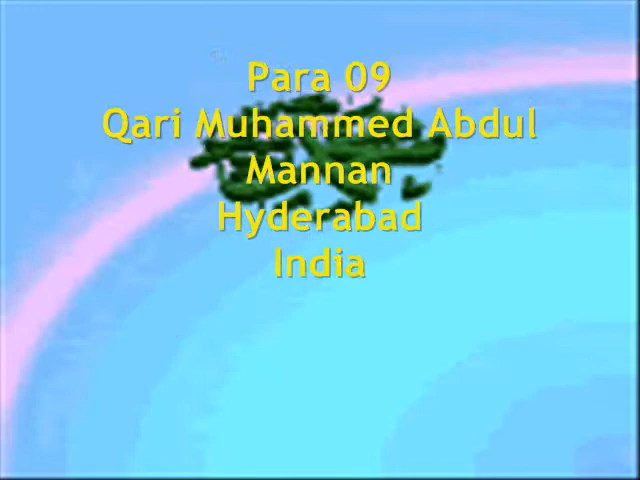 Para 09
Qari Muhammed Abdul
Mannan
Hyderabad
India